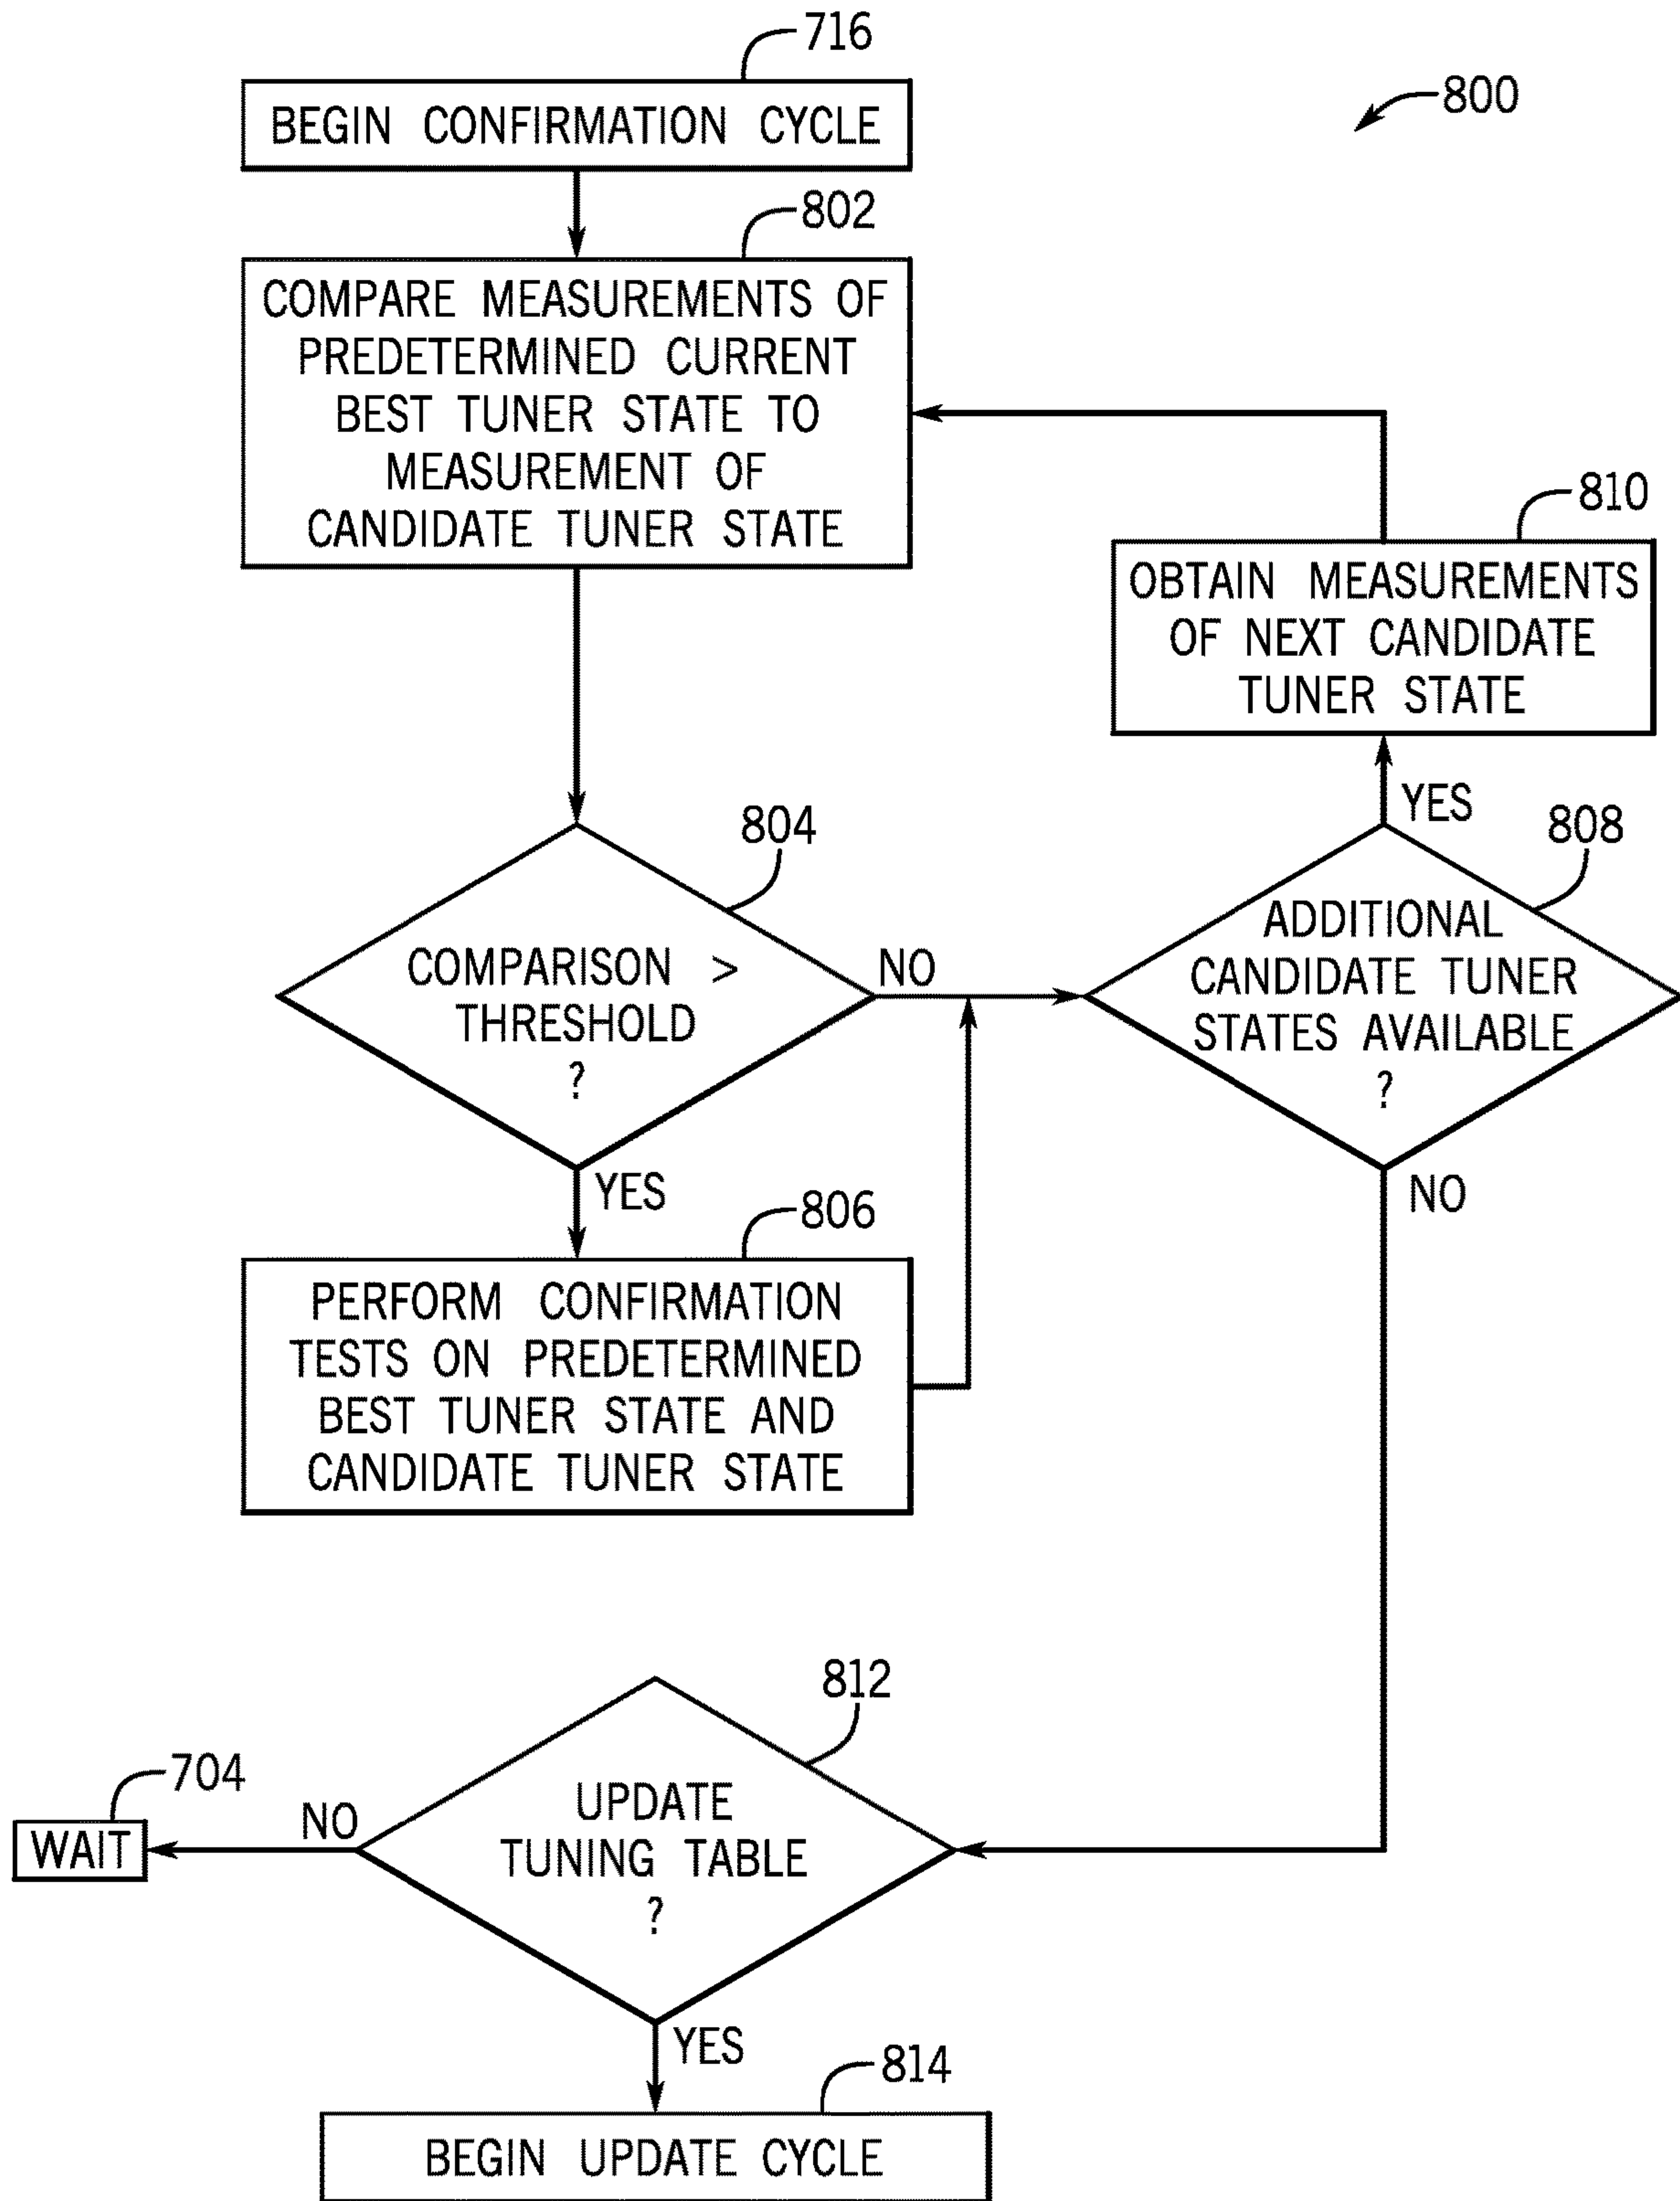 716
BEGIN CONFIRMATION CYCLE
800
802
COMPARE MEASUREMENTS OF
PREDETERMINED CURRENT
BEST TUNER STATE TO
MEASUREMENT OF
CANDIDATE TUNER STATE
810
OBTAIN MEASUREMENTS
OF NEXT CANDIDATE
TUNER STATE
YES
804
COMPARISON >
THRESHOLD
?
NO
808
ADDITIONAL
CANDIDATE TUNER
STATES AVAILABLE
?
NO
YES
806
PERFORM CONFIRMATION
TESTS ON PREDETERMINED
BEST TUNER STATE AND
CANDIDATE TUNER STATE
812
UPDATE
TUNING TABLE
?
NO
704
WAIT
YES
814
BEGIN UPDATE CYCLE